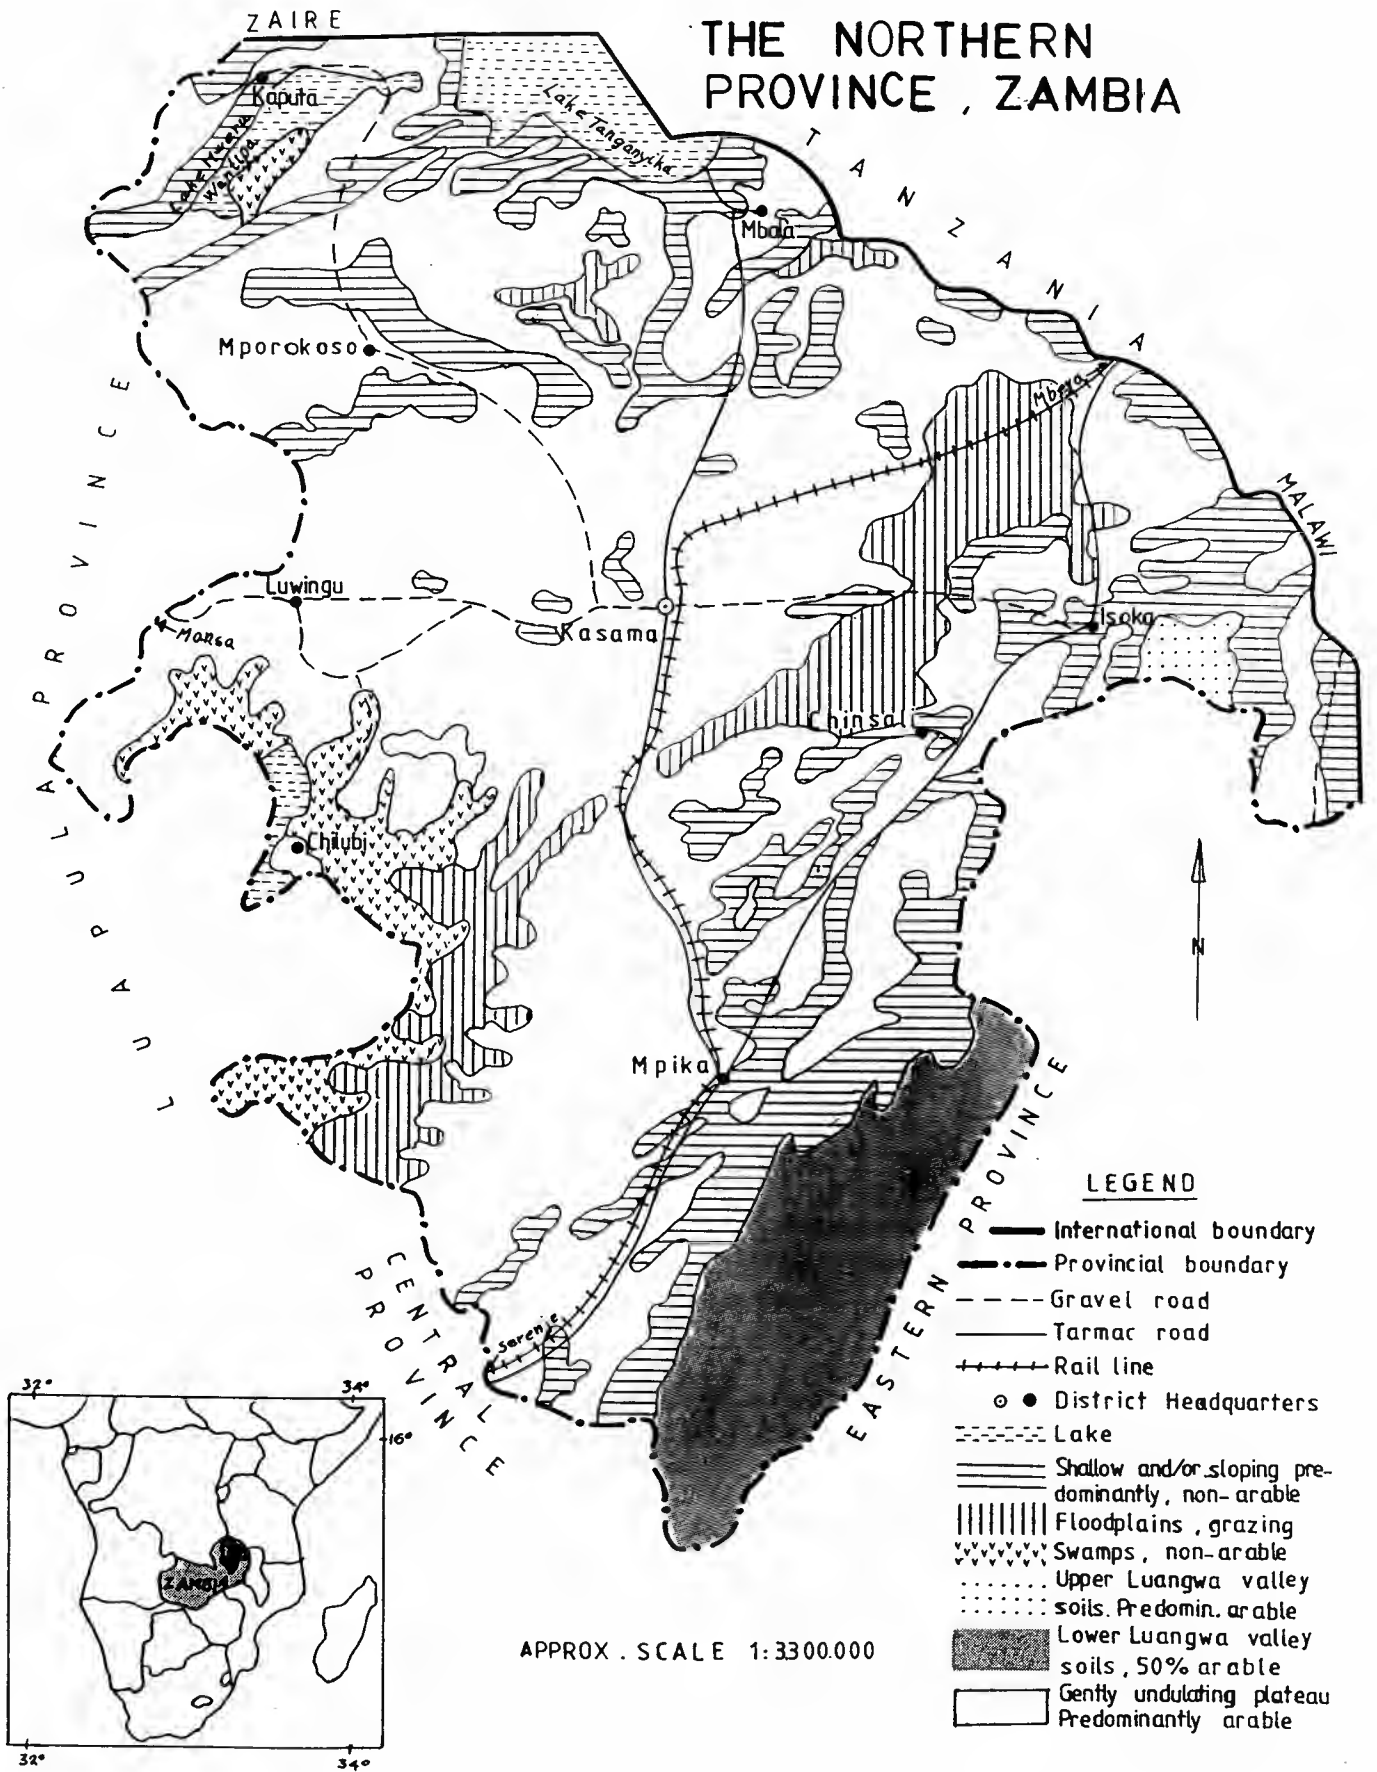 ZAIRE
THE NORTHERN
PROVINCE, ZAMBIA
TANZANIA
Kaputa
Lake Mweru
Wantipa
Lake Tanganyika
Mbala
Mporokoso
Mbeya
MALAWI
LUAPULA PROVINCE
Luwingu
Mansa
Kasama
Isoka
Chinsali
Chilubi
N
Mpika
EASTERN PROVINCE
CENTRAL
PROVINCE
Serenje
LEGEND
International boundary
Provincial boundary
Gravel road
Tarmac road
Rail line
District Headquarters
Lake
Shallow and/or sloping pre-
dominantly, non-arable
Floodplains, grazing
Swamps, non-arable
Upper Luangwa valley
soils. Predomin. arable
Lower Luangwa valley
soils, 50% arable
Gently undulating plateau
Predominantly arable
32° 34°
16°
ZAMBIA
32° 34°
APPROX. SCALE 1:3300.000